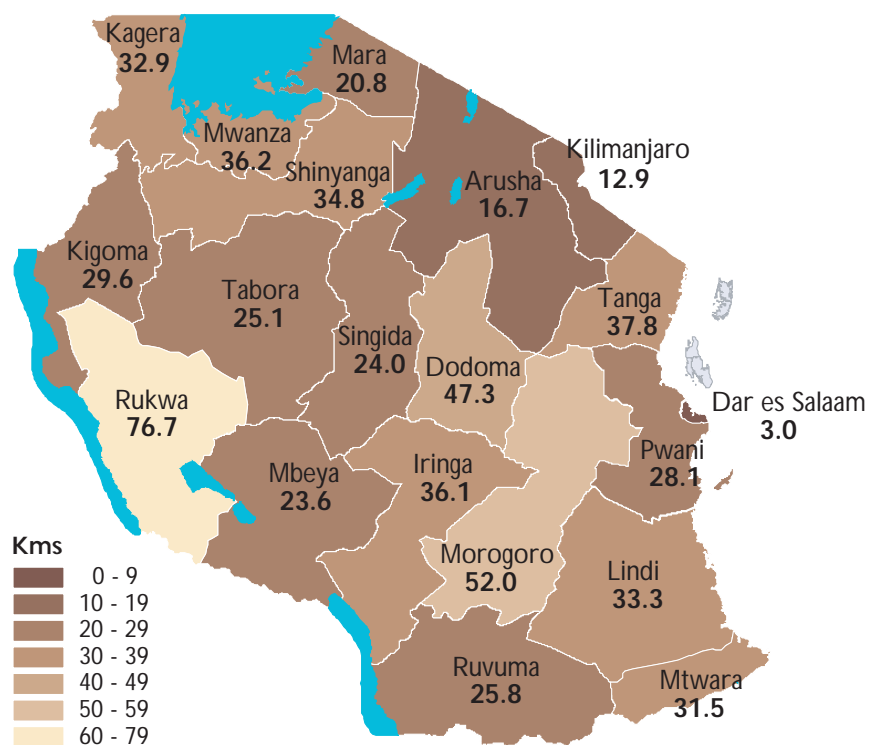 Kagera
32.9
Mara
20.8
Mwanza
36.2
Shinyanga
34.8
Arusha
16.7
Kilimanjaro
12.9
Kigoma
29.6
Tabora
25.1
Singida
24.0
Dodoma
47.3
Tanga
37.8
Rukwa
76.7
Dar es Salaam
3.0
Pwani
28.1
Mbeya
23.6
Iringa
36.1
Morogoro
52.0
Lindi
33.3
Ruvuma
25.8
Mtwara
31.5
Kms
0 - 9
10 - 19
20 - 29
30 - 39
40 - 49
50 - 59
60 - 79